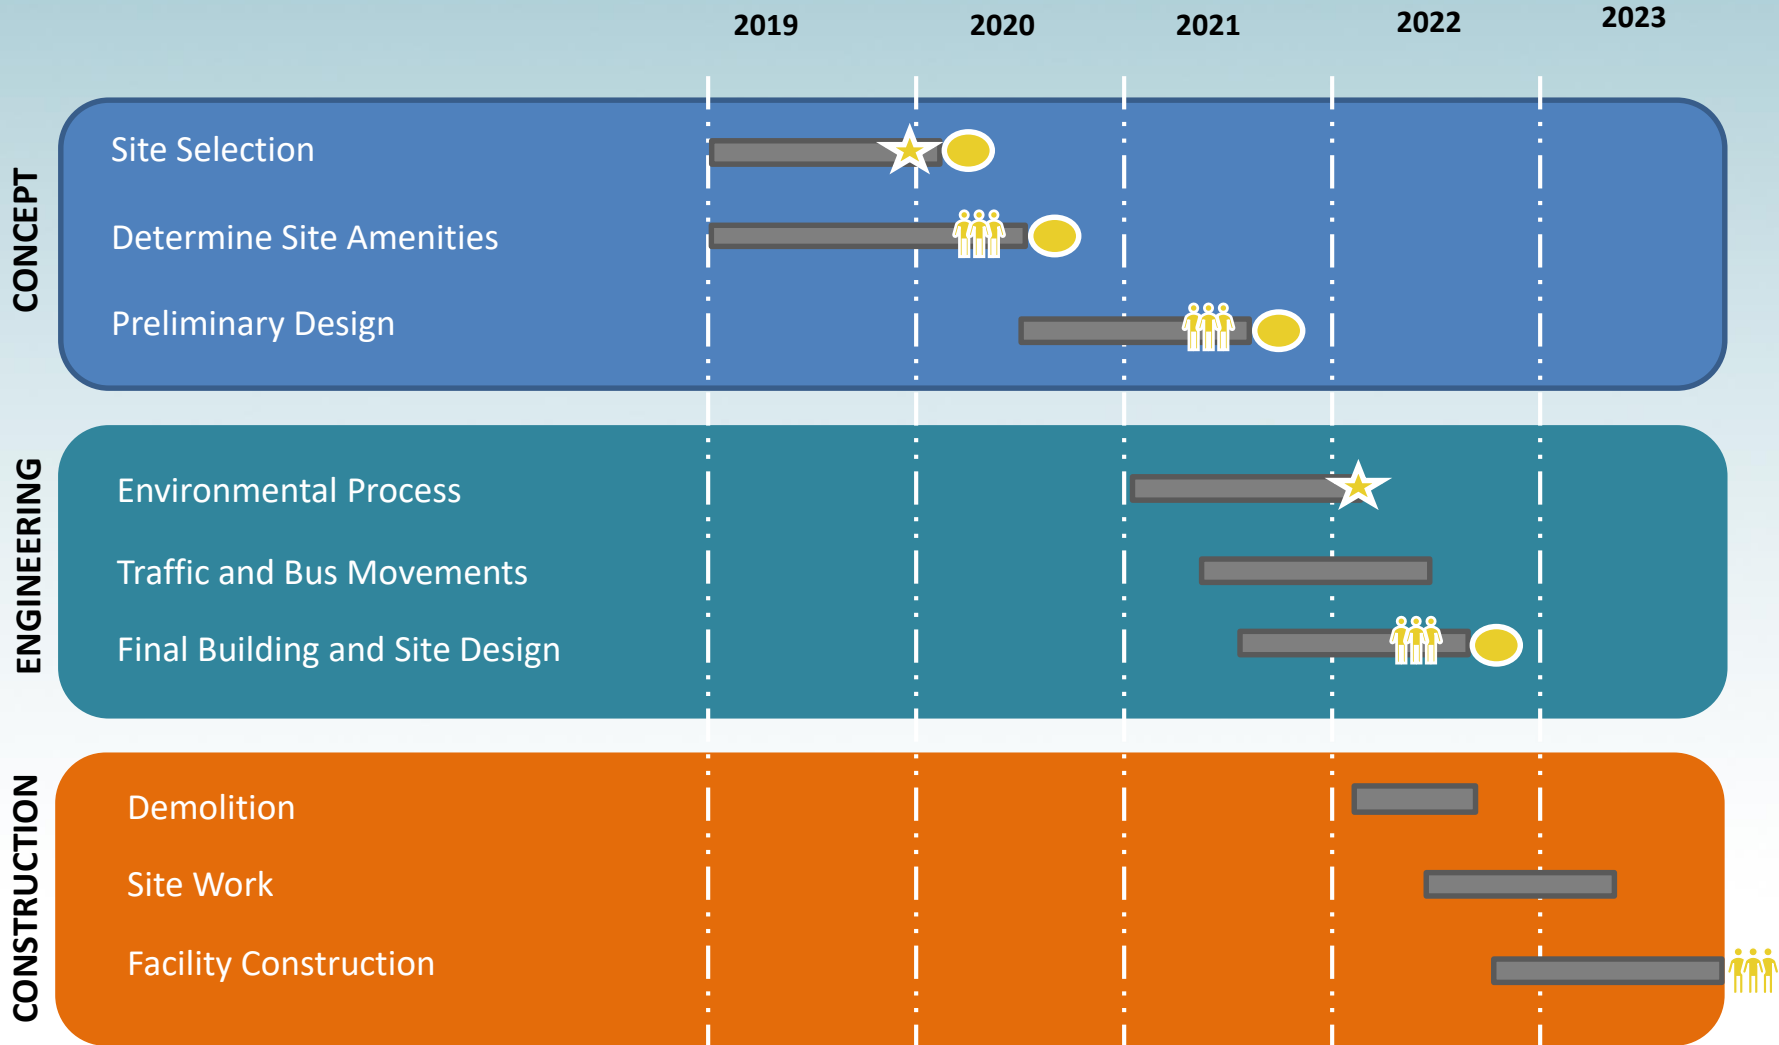 2019 2020 2021 2022 2023
CONCEPT
Site Selection
Determine Site Amenities
Preliminary Design
ENGINEERING
Environmental Process
Traffic and Bus Movements
Final Building and Site Design
CONSTRUCTION
Demolition
Site Work
Facility Construction